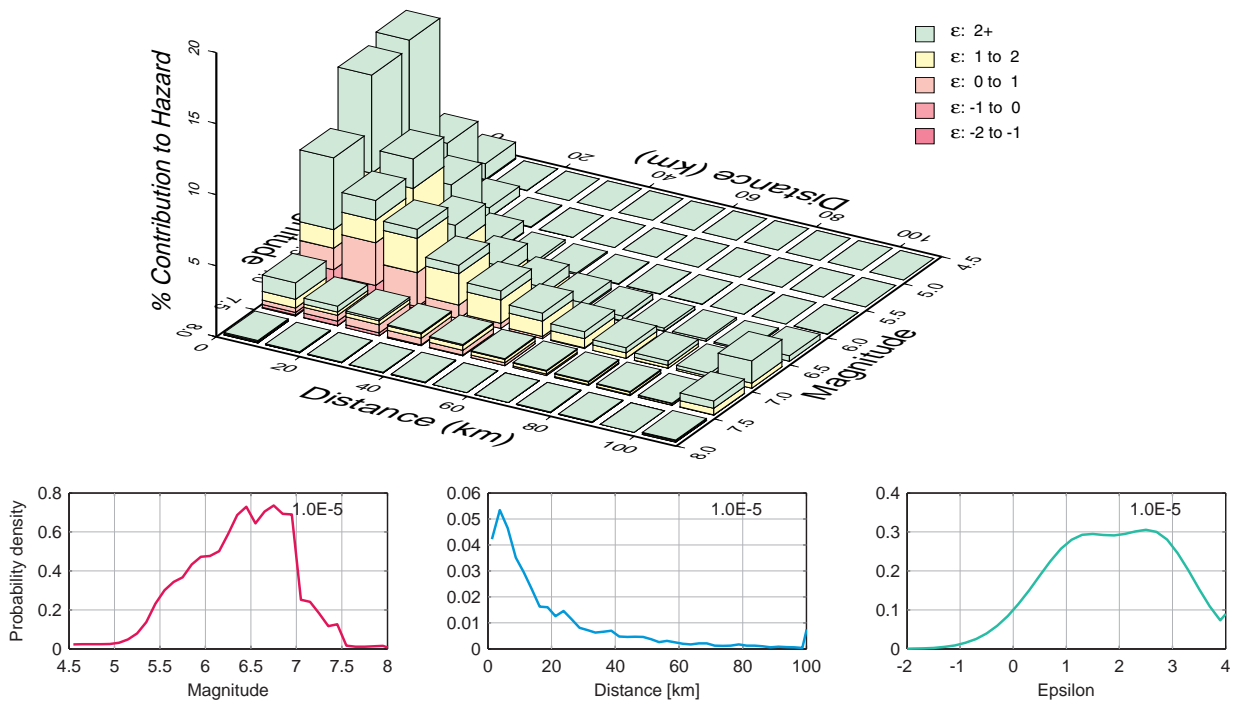 ε: 2+
ε: 1 to 2
ε: 0 to 1
ε: -1 to 0
ε: -2 to -1
% Contribution to Hazard
20
15
10
5
0
20
40
60
80
100
Distance (km)
4.5
5.0
5.5
6.0
6.5
7.0
7.5
8.0
Magnitude
7.5
8.0
0
20
40
60
80
100
Distance (km)
Probability density
0.8
0.6
0.4
0.2
0
4.5 5 5.5 6 6.5 7 7.5 8
Magnitude
1.0E-5
0.06
0.05
0.04
0.03
0.02
0.01
0
0 20 40 60 80 100
Distance [km]
1.0E-5
0.4
0.3
0.2
0.1
0
-2 -1 0 1 2 3 4
Epsilon
1.0E-5